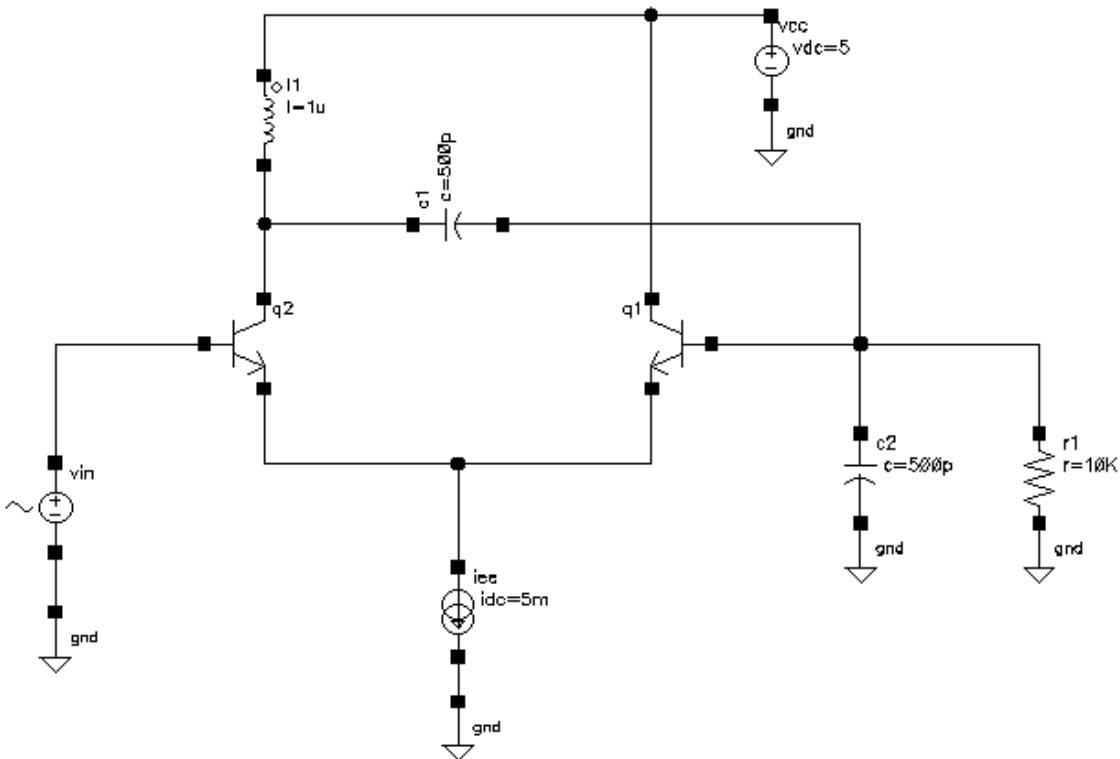 vcc
vdc=5
gnd
l1
l=1u
c1
c=500p
q2
q1
vin
gnd
c2
c=500p
gnd
r1
r=10K
gnd
iee
idc=5m
gnd